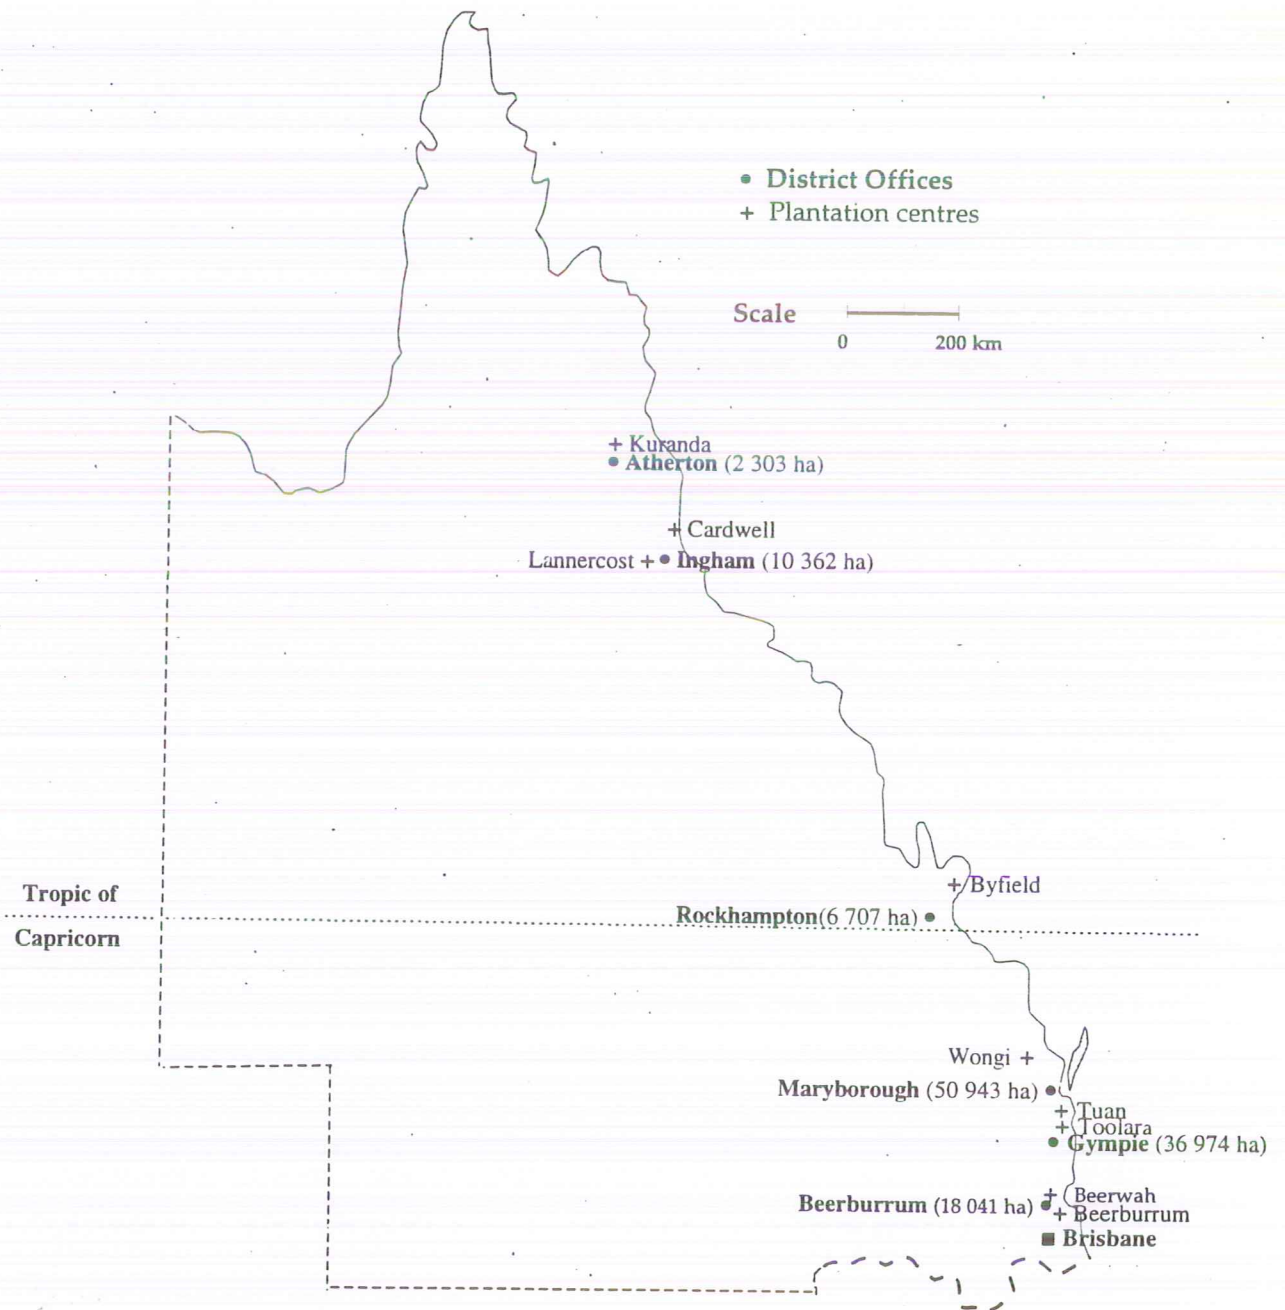 • District Offices
+ Plantation centres
Scale
0 200 km
+ Kuranda
• Atherton (2 303 ha)
+ Cardwell
Lannercost + • Ingham (10 362 ha)
Tropic of
Capricorn
+ Byfield
Rockhampton(6 707 ha) •
Wongi +
Maryborough (50 943 ha) •
+ Tuan
+ Toolara
• Gympie (36 974 ha)
+ Beerwah
Beerburrum (18 041 ha) •
+ Beerburrum
■ Brisbane